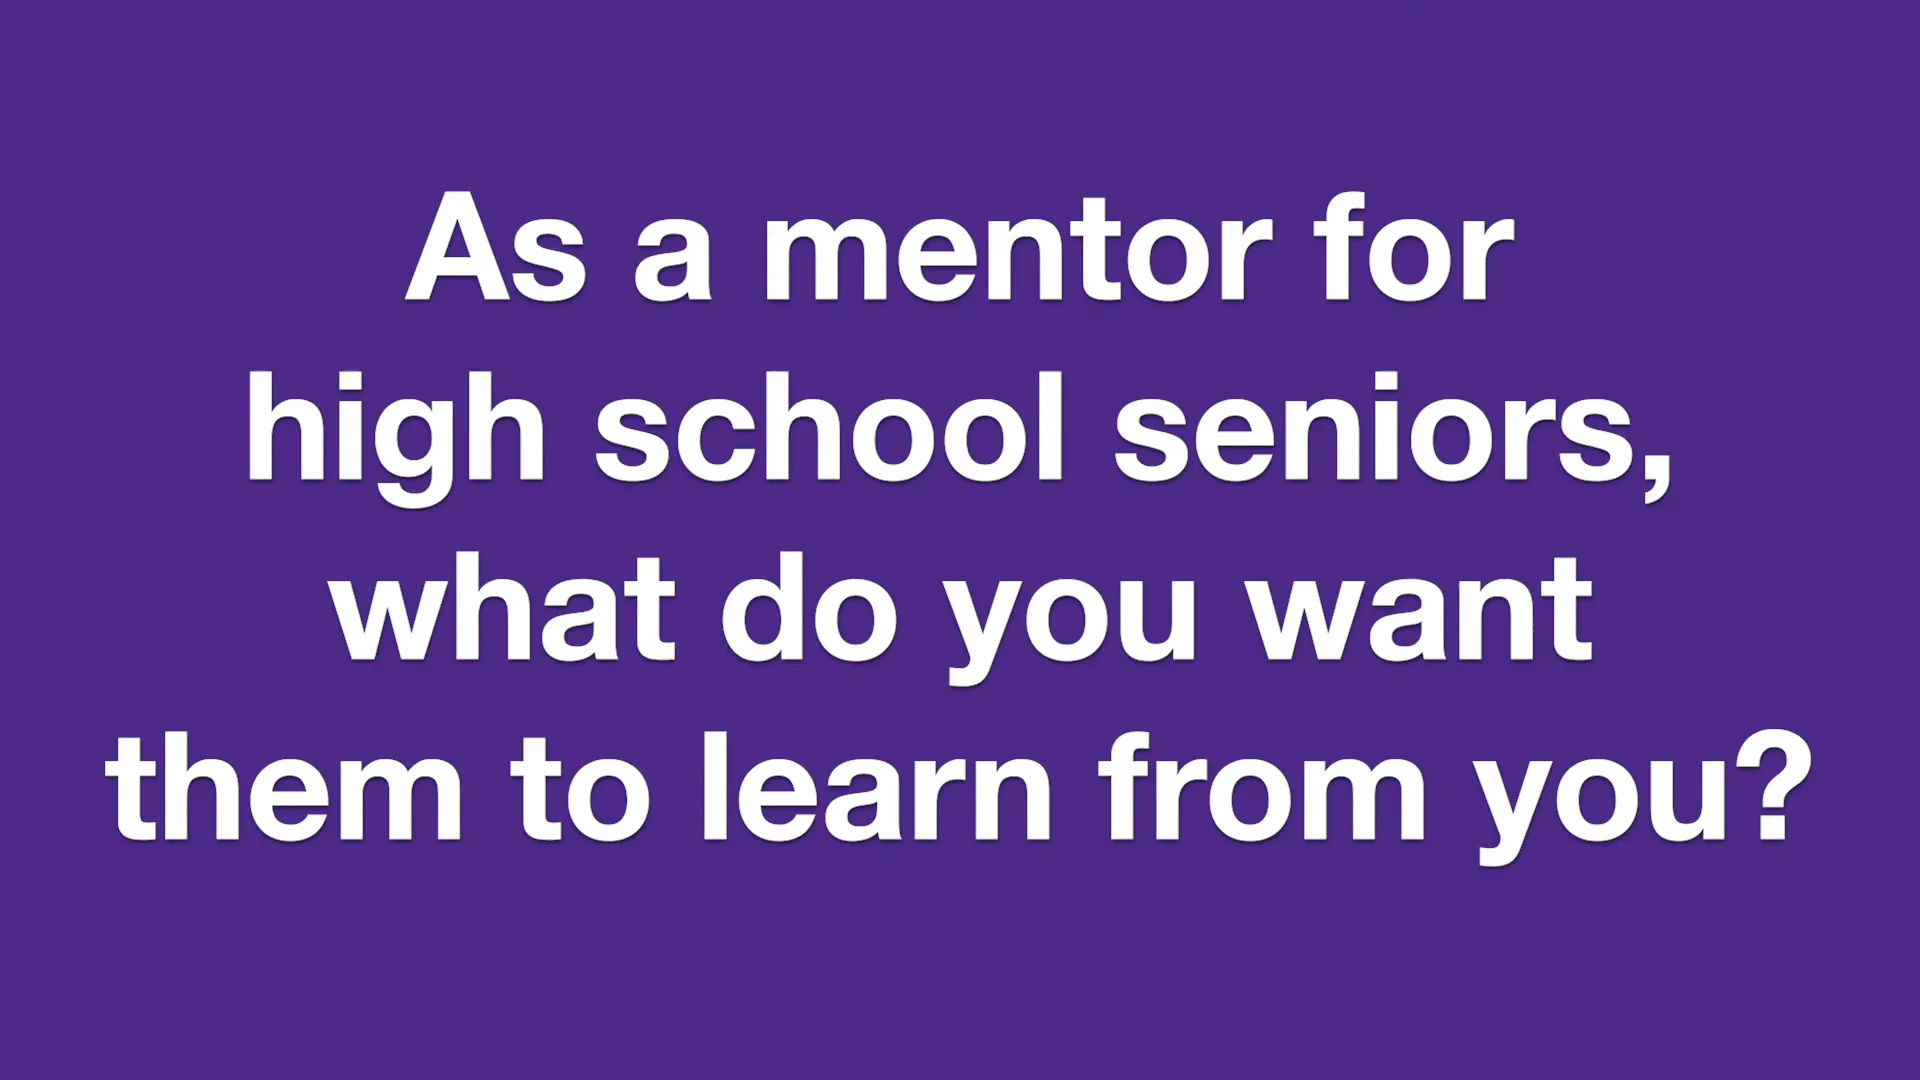 As a mentor for
high school seniors,
what do you want
them to learn from you?